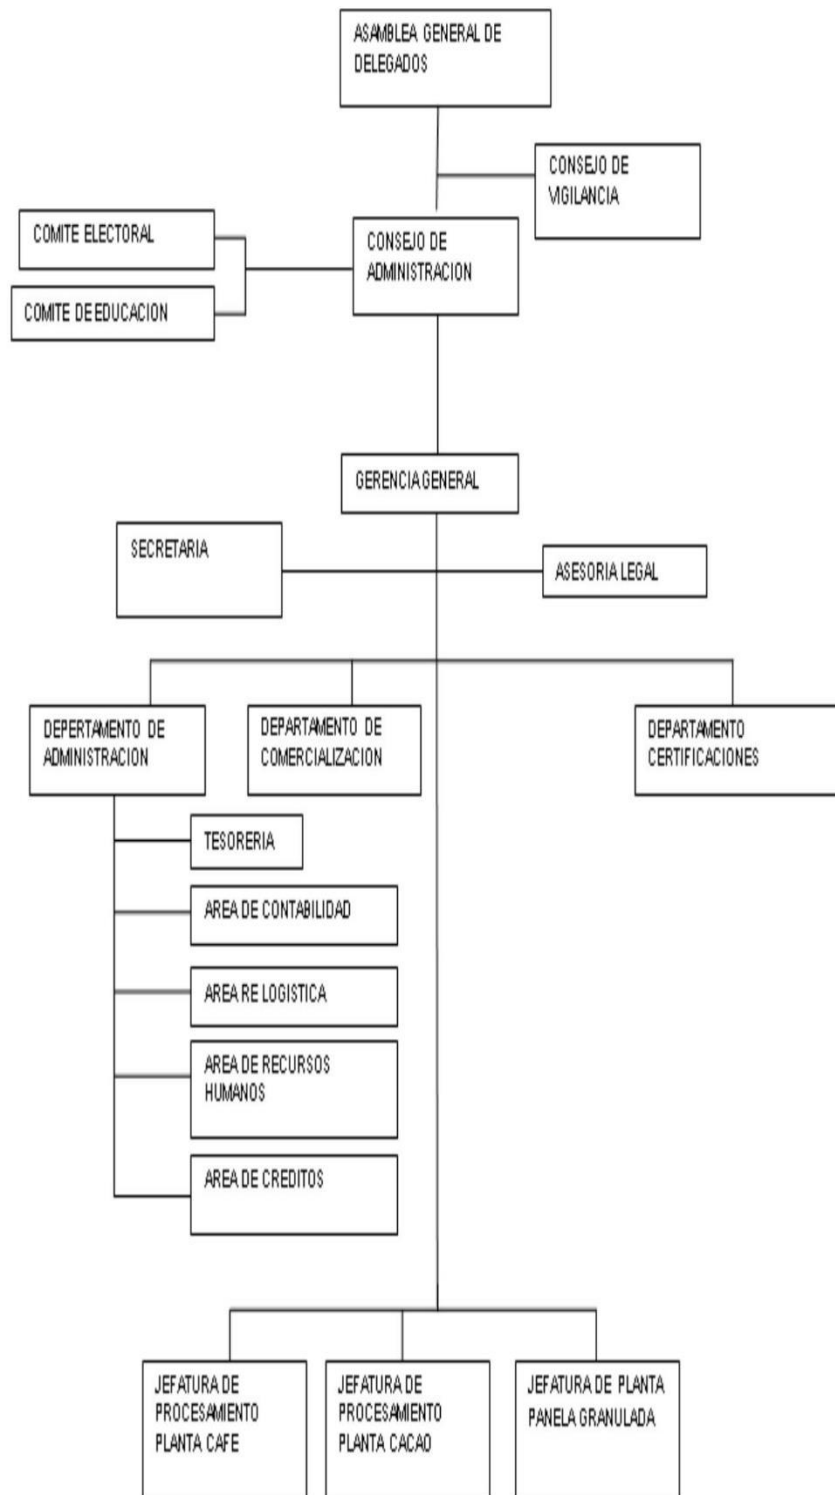 ASAMBLEA GENERAL DE
DELEGADOS
CONSEJO DE
VIGILANCIA
COMITE ELECTORAL
CONSEJO DE
ADMINISTRACION
COMITE DE EDUCACION
GERENCIA GENERAL
SECRETARIA
ASESORIA LEGAL
DEPERTAMENTO DE
ADMINISTRACION
DEPARTAMENTO DE
COMERCIALIZACION
DEPARTAMENTO
CERTIFICACIONES
TESORERIA
AREA DE CONTABILIDAD
AREA RE LOGISTICA
AREA DE RECURSOS
HUMANOS
AREA DE CREDITOS
JEFATURA DE
PROCESAMIENTO
PLANTA CAFE
JEFATURA DE
PROCESAMIENTO
PLANTA CACAO
JEFATURA DE PLANTA
PANELA GRANULADA